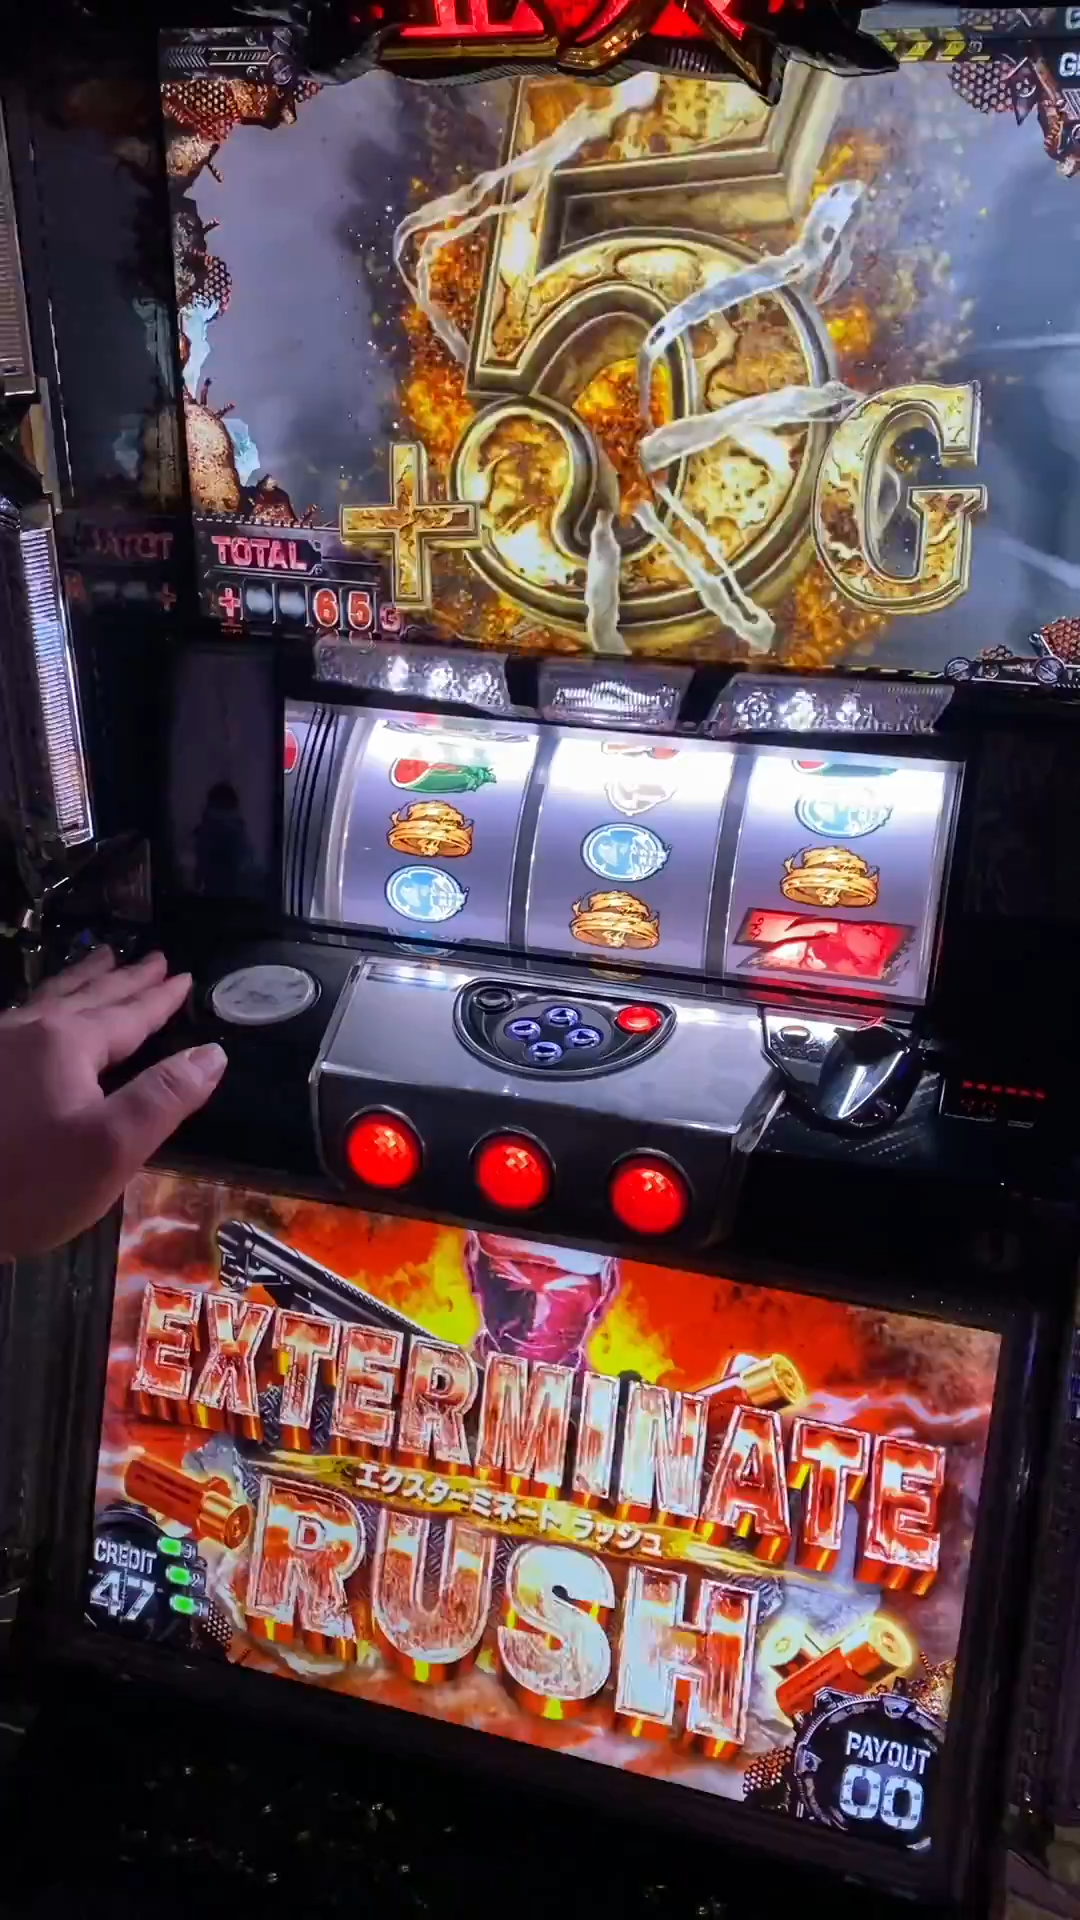 +50G
TOTAL
+65G
EXTERMINATE
エクスターミネート ラッシュ
RUSH
CREDIT
47
PAYOUT
00